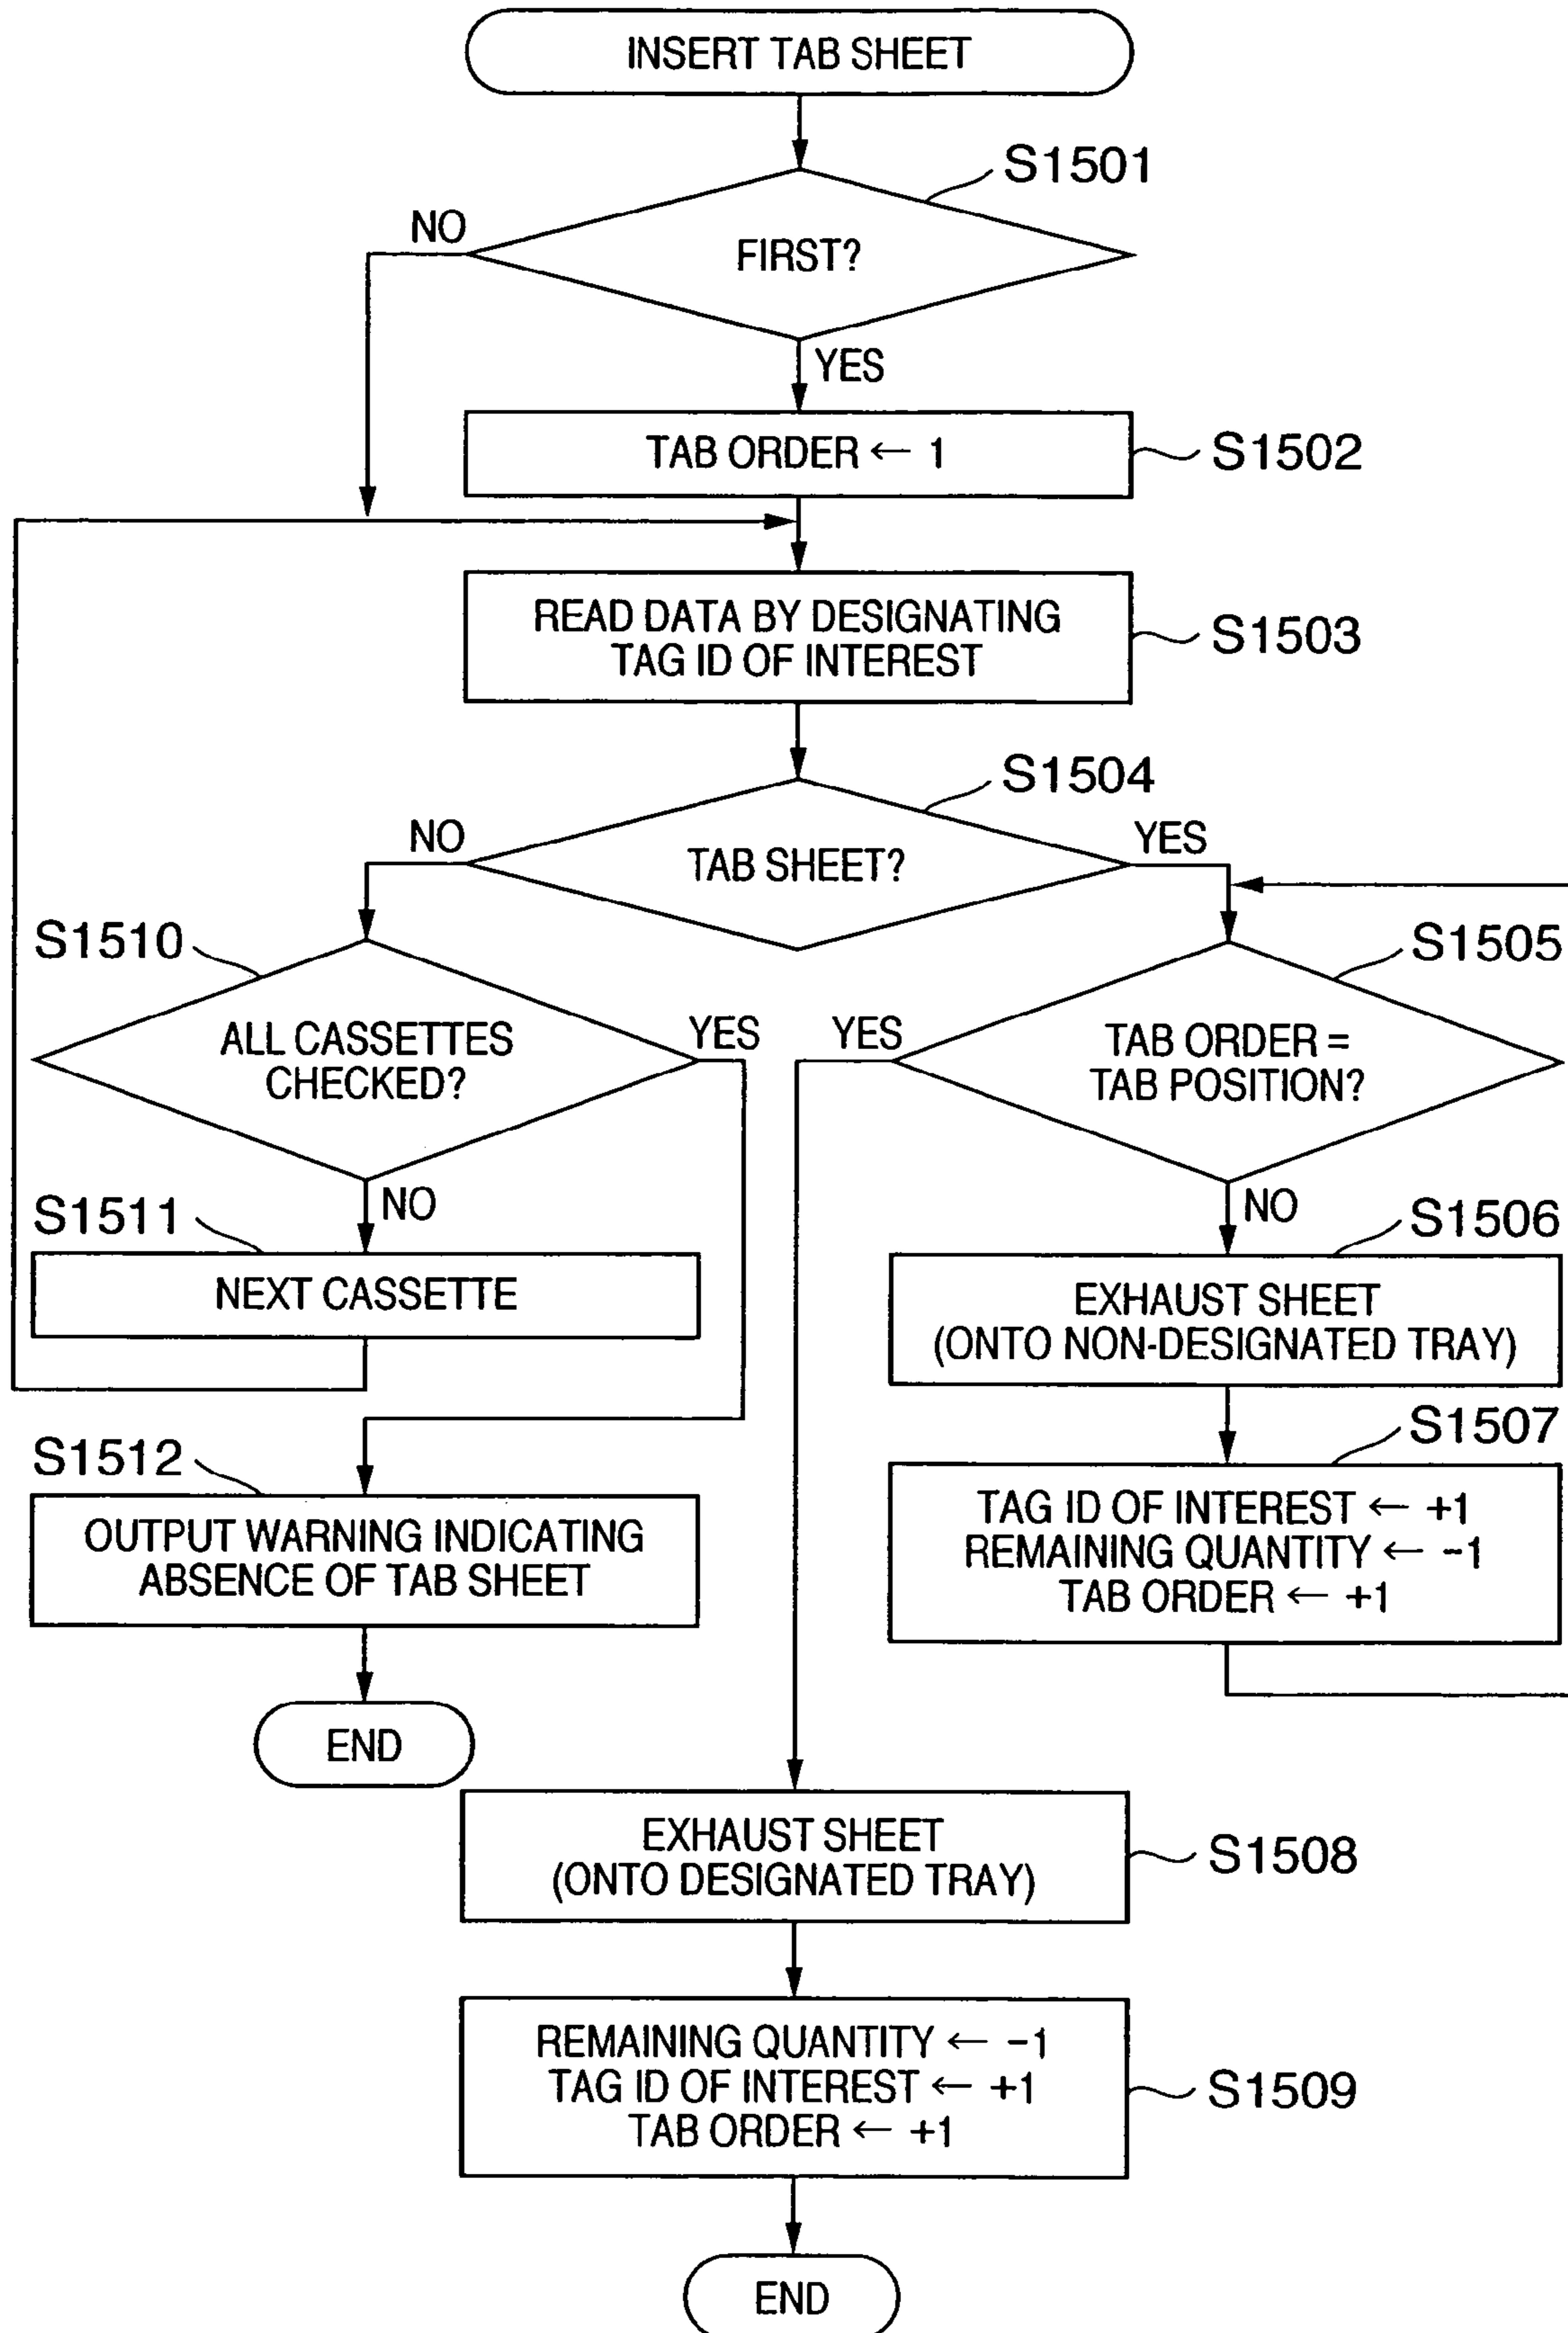 INSERT TAB SHEET
S1501
NO
FIRST?
YES
TAB ORDER ← 1
S1502
READ DATA BY DESIGNATING
TAG ID OF INTEREST
S1503
S1504
NO
TAB SHEET?
YES
S1510
S1505
ALL CASSETTES
CHECKED?
YES
YES
TAB ORDER =
TAB POSITION?
S1511
NO
NO
S1506
NEXT CASSETTE
EXHAUST SHEET
(ONTO NON-DESIGNATED TRAY)
S1512
S1507
OUTPUT WARNING INDICATING
ABSENCE OF TAB SHEET
TAG ID OF INTEREST ← +1
REMAINING QUANTITY ← -1
TAB ORDER ← +1
END
EXHAUST SHEET
(ONTO DESIGNATED TRAY)
S1508
REMAINING QUANTITY ← -1
TAG ID OF INTEREST ← +1
TAB ORDER ← +1
S1509
END